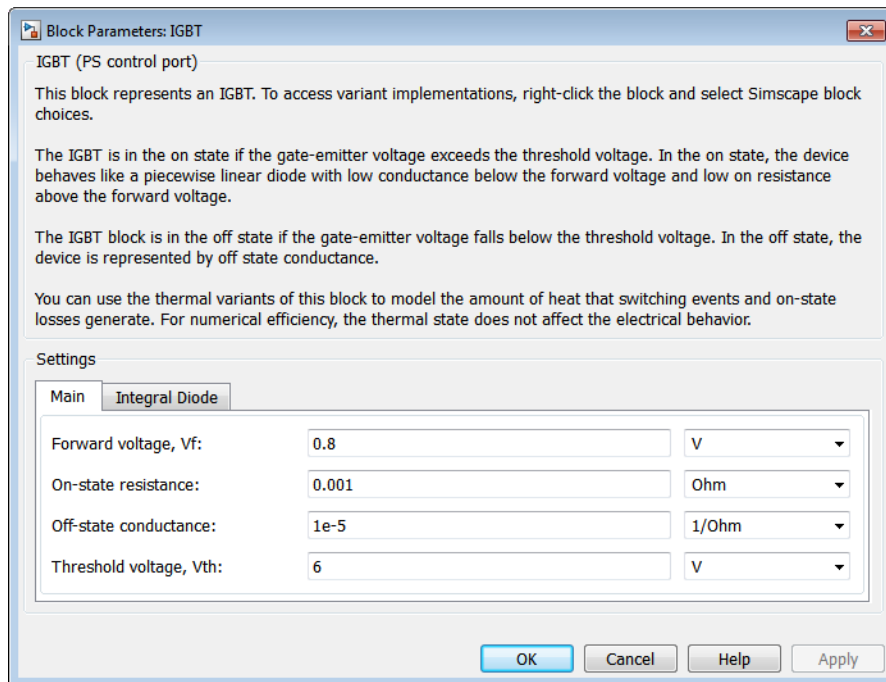 Block Parameters: IGBT
IGBT (PS control port)
This block represents an IGBT. To access variant implementations, right-click the block and select Simscape block
choices.
The IGBT is in the on state if the gate-emitter voltage exceeds the threshold voltage. In the on state, the device
behaves like a piecewise linear diode with low conductance below the forward voltage and low on resistance
above the forward voltage.
The IGBT block is in the off state if the gate-emitter voltage falls below the threshold voltage. In the off state, the
device is represented by off state conductance.
You can use the thermal variants of this block to model the amount of heat that switching events and on-state
losses generate. For numerical efficiency, the thermal state does not affect the electrical behavior.
Settings
Main Integral Diode
Forward voltage, Vf: 0.8 V
On-state resistance: 0.001 Ohm
Off-state conductance: 1e-5 1/Ohm
Threshold voltage, Vth: 6 V
OK Cancel Help Apply